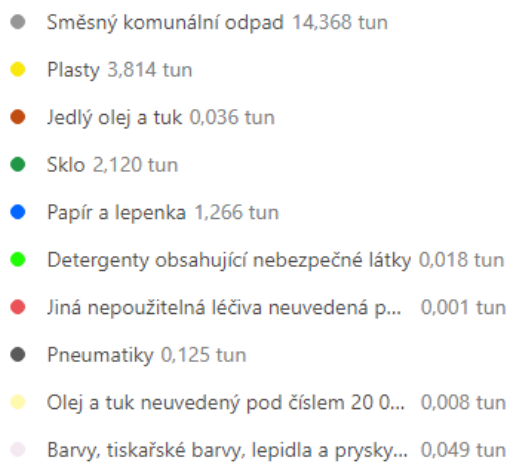 Směsný komunální odpad 14,368 tun
Plasty 3,814 tun
Jedlý olej a tuk 0,036 tun
Sklo 2,120 tun
Papír a lepenka 1,266 tun
Detergenty obsahující nebezpečné látky 0,018 tun
Jiná nepoužitelná léčiva neuvedená p... 0,001 tun
Pneumatiky 0,125 tun
Olej a tuk neuvedený pod číslem 20 0... 0,008 tun
Barvy, tiskařské barvy, lepidla a prysky... 0,049 tun